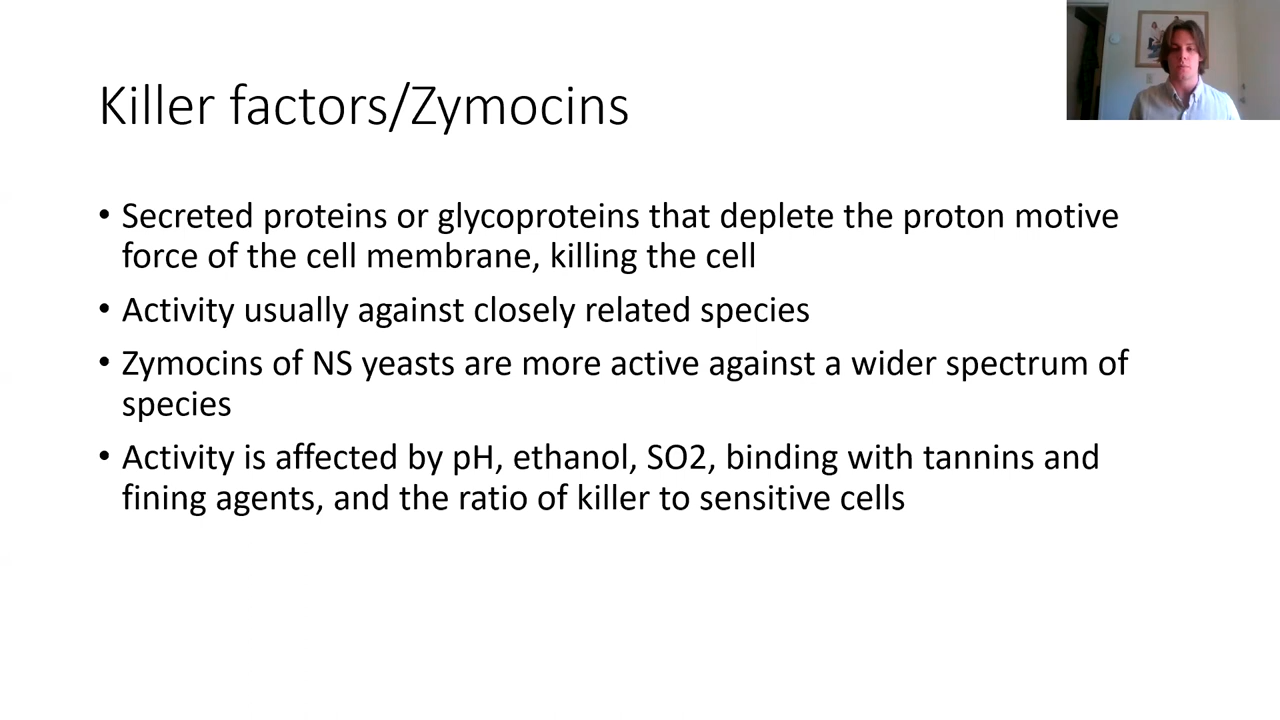 Killer factors/Zymocins
• Secreted proteins or glycoproteins that deplete the proton motive
force of the cell membrane, killing the cell
• Activity usually against closely related species
• Zymocins of NS yeasts are more active against a wider spectrum of
species
• Activity is affected by pH, ethanol, SO2, binding with tannins and
fining agents, and the ratio of killer to sensitive cells